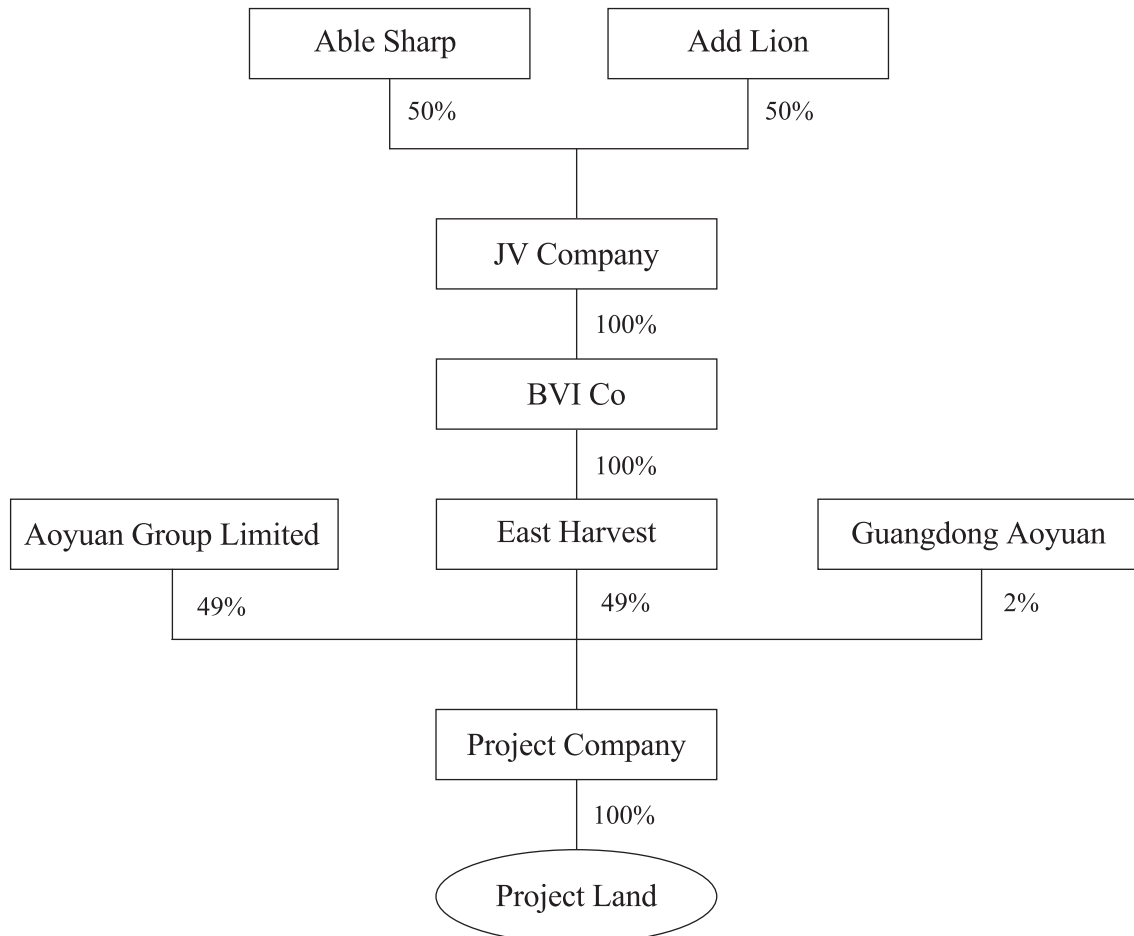 Able Sharp
Add Lion
50%
50%
JV Company
100%
BVI Co
100%
Aoyuan Group Limited
East Harvest
Guangdong Aoyuan
49%
49%
2%
Project Company
100%
Project Land